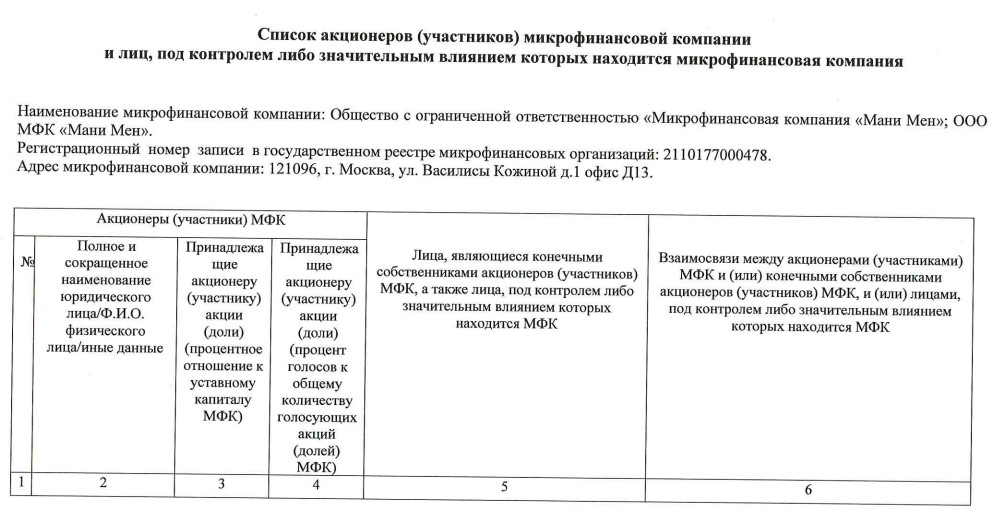 Список акционеров (участников) микрофинансовой компании
и лиц, под контролем либо значительным влиянием которых находится микрофинансовая компания
Наименование микрофинансовой компании: Общество с ограниченной ответственностью «Микрофинансовая компания «Мани Мен»; ООО
МФК «Мани Мен».
Регистрационный номер записи в государственном реестре микрофинансовых организаций: 2110177000478.
Адрес микрофинансовой компании: 121096, г. Москва, ул. Василисы Кожиной д.1 офис Д13.
Акционеры (участники) МФК
№
Полное и
сокращенное
наименование
юридического
лица/Ф.И.О.
физического
лица/иные данные
Принадлежа
щие
акционеру
(участнику)
акции
(доли)
(процентное
отношение к
уставному
капиталу
МФК)
Принадлежа
щие
акционеру
(участнику)
акции
(доли)
(процент
голосов к
общему
количеству
голосующих
акций
(долей)
МФК)
Лица, являющиеся конечными
собственниками акционеров (участников)
МФК, а также лица, под контролем либо
значительным влиянием которых
находится МФК
Взаимосвязи между акционерами (участниками)
МФК и (или) конечными собственниками
акционеров (участников) МФК, и (или) лицами,
под контролем либо значительным влиянием
которых находится МФК
1 2 3 4 5 6